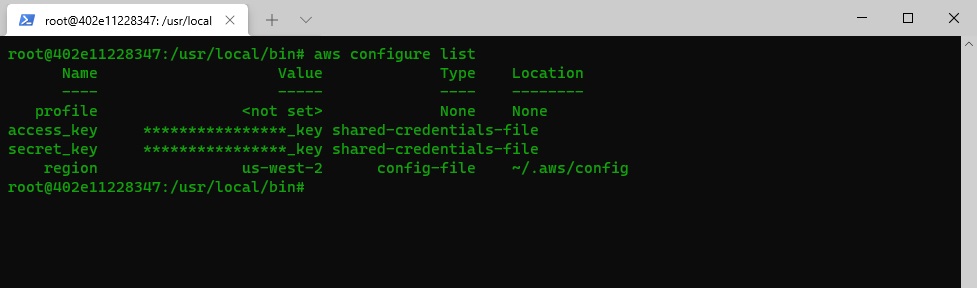 root@402e11228347: /usr/local
root@402e11228347:/usr/local/bin# aws configure list
      Name                    Value             Type    Location
      ----                    -----             ----    --------
   profile                <not set>             None    None
access_key     ****************_key shared-credentials-file
secret_key     ****************_key shared-credentials-file
    region                us-west-2      config-file    ~/.aws/config
root@402e11228347:/usr/local/bin#